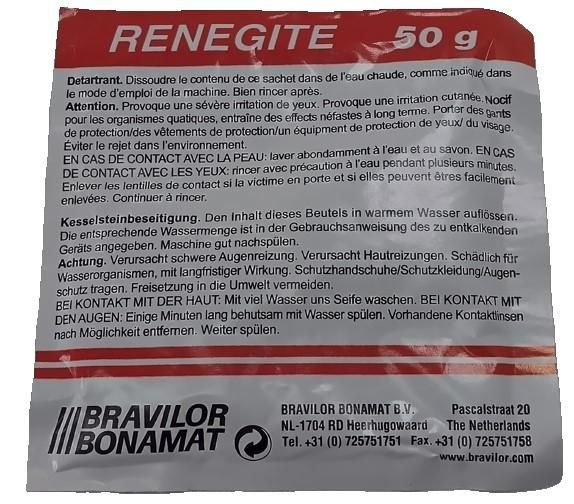 RENEGITE 50 g
Detartrant. Dissoudre le contenu de ce sachet dans de l'eau chaude, comme indiqué dans
le mode d'emploi de la machine. Bien rincer après.
Attention. Provoque une sévère irritation de yeux. Provoque une irritation cutanée. Nocif
pour les organismes quatiques, entraîne des effects néfastes à long terme. Porter des gants
de protection/des vêtements de protection/un équipment de protection de yeux/ du visage.
Éviter le rejet dans l'environnement.
EN CAS DE CONTACT AVEC LA PEAU: laver abondamment à l'eau et au savon. EN CAS
DE CONTACT AVEC LES YEUX: rincer avec précaution à l'eau pendant plusieurs minutes.
Enlever les lentilles de contact si la victime en porte et si elles peuvent êtres facilement
enlevées. Continuer à rincer.
Kesselsteinbeseitigung. Den Inhalt dieses Beutels in warmem Wasser auflössen.
Die entsprechende Wassermenge ist in der Gebrauchsanweisung des zu entkalkenden
Geräts angegeben. Maschine gut nachspülen.
Achtung. Verursacht schwere Augenreizung. Verursacht Hautreizungen. Schädlich für
Wasserorganismen, mit langfristiger Wirkung. Schutzhandschuhe/Schutzkleidung/Augen-
schutz tragen. Freisetzung in die Umwelt vermeiden.
BEI KONTAKT MIT DER HAUT: Mit viel Wasser uns Seife waschen. BEI KONTAKT MIT
DEN AUGEN: Einige Minuten lang behutsam mit Wasser spülen. Vorhandene Kontaktlinsen
nach Möglichkeit entfernen. Weiter spülen.
BRAVILOR
BONAMAT
BRAVILOR BONAMAT B.V. Pascalstraat 20
NL-1704 RD Heerhugowaard The Netherlands
Tel. +31 (0) 725751751 Fax. +31 (0) 725751758
www.bravilor.com